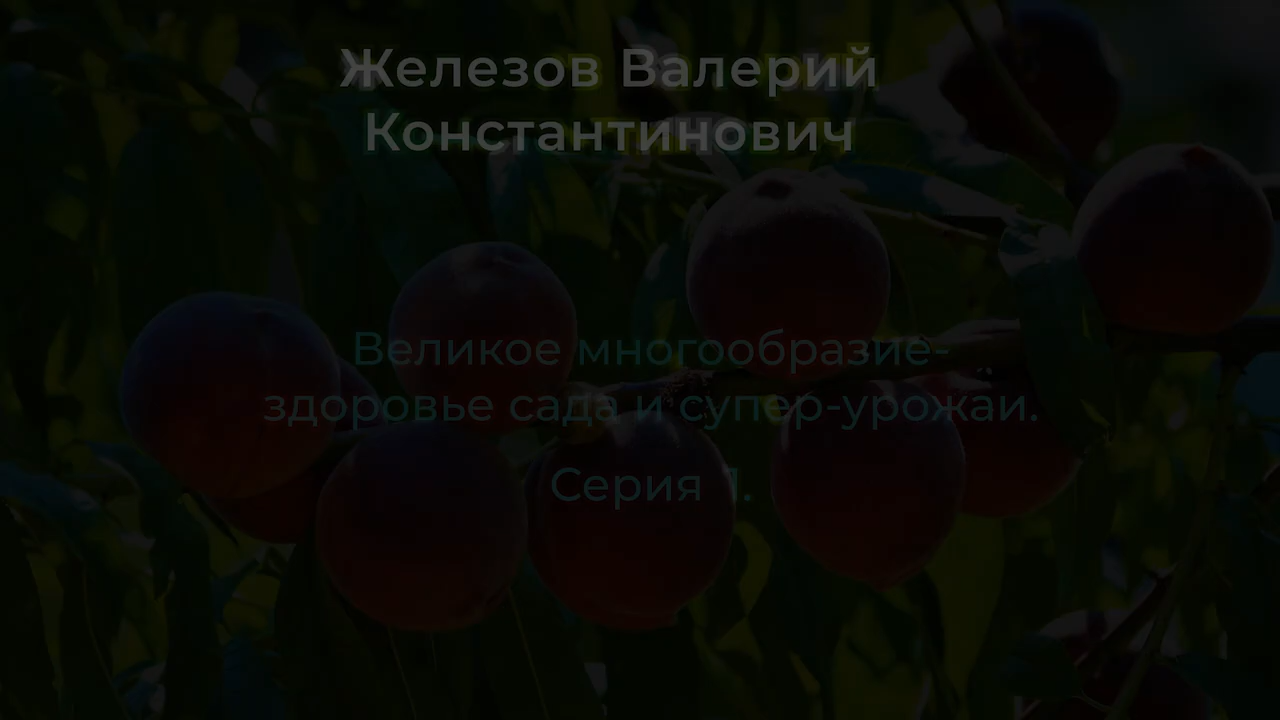 Железов Валерий
Константинович
Великое многообразие-
здоровье сада и супер-урожаи.
Серия 1.